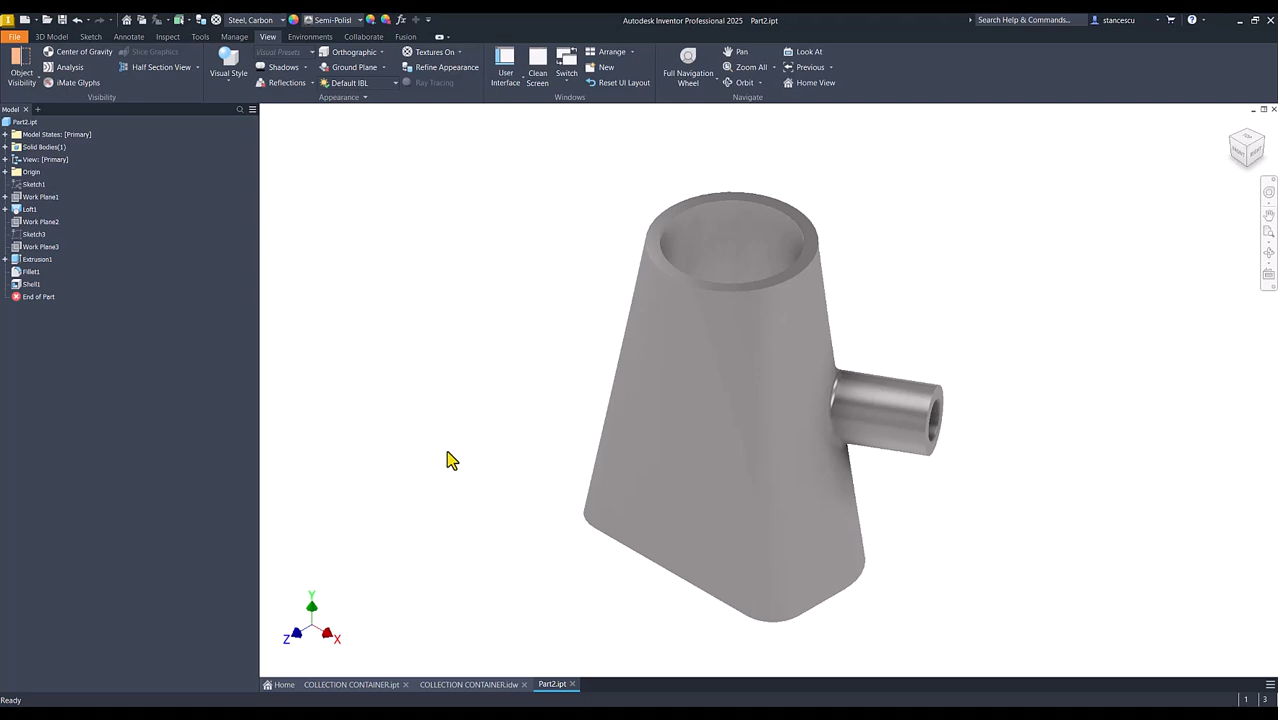 Steel, Carbon Semi-Polist fx Autodesk Inventor Professional 2025 Part2.ipt Search Help & Commands... stancescu
File 3D Model Sketch Annotate Inspect Tools Manage View Environments Collaborate Fusion
Object Visibility
Center of Gravity Slice Graphics
Analysis Half Section View
iMate Glyphs
Visibility
Visual Style
Visual Presets Orthographic Textures On
Shadows Ground Plane Refine Appearance
Reflections Default IBL Ray Tracing
Appearance
User Interface
Clean Screen
Switch
Arrange
New
Reset UI Layout
Windows
Full Navigation Wheel
Pan Look At
Zoom All Previous
Orbit Home View
Navigate
Model
Part2.ipt
Model States: [Primary]
Solid Bodies(1)
View: [Primary]
Origin
Sketch1
Work Plane1
Loft1
Work Plane2
Sketch3
Work Plane3
Extrusion1
Fillet1
Shell1
End of Part
TOP
FRONT RIGHT
Y
Z X
Home COLLECTION CONTAINER.ipt COLLECTION CONTAINER.idw Part2.ipt
Ready 1 3